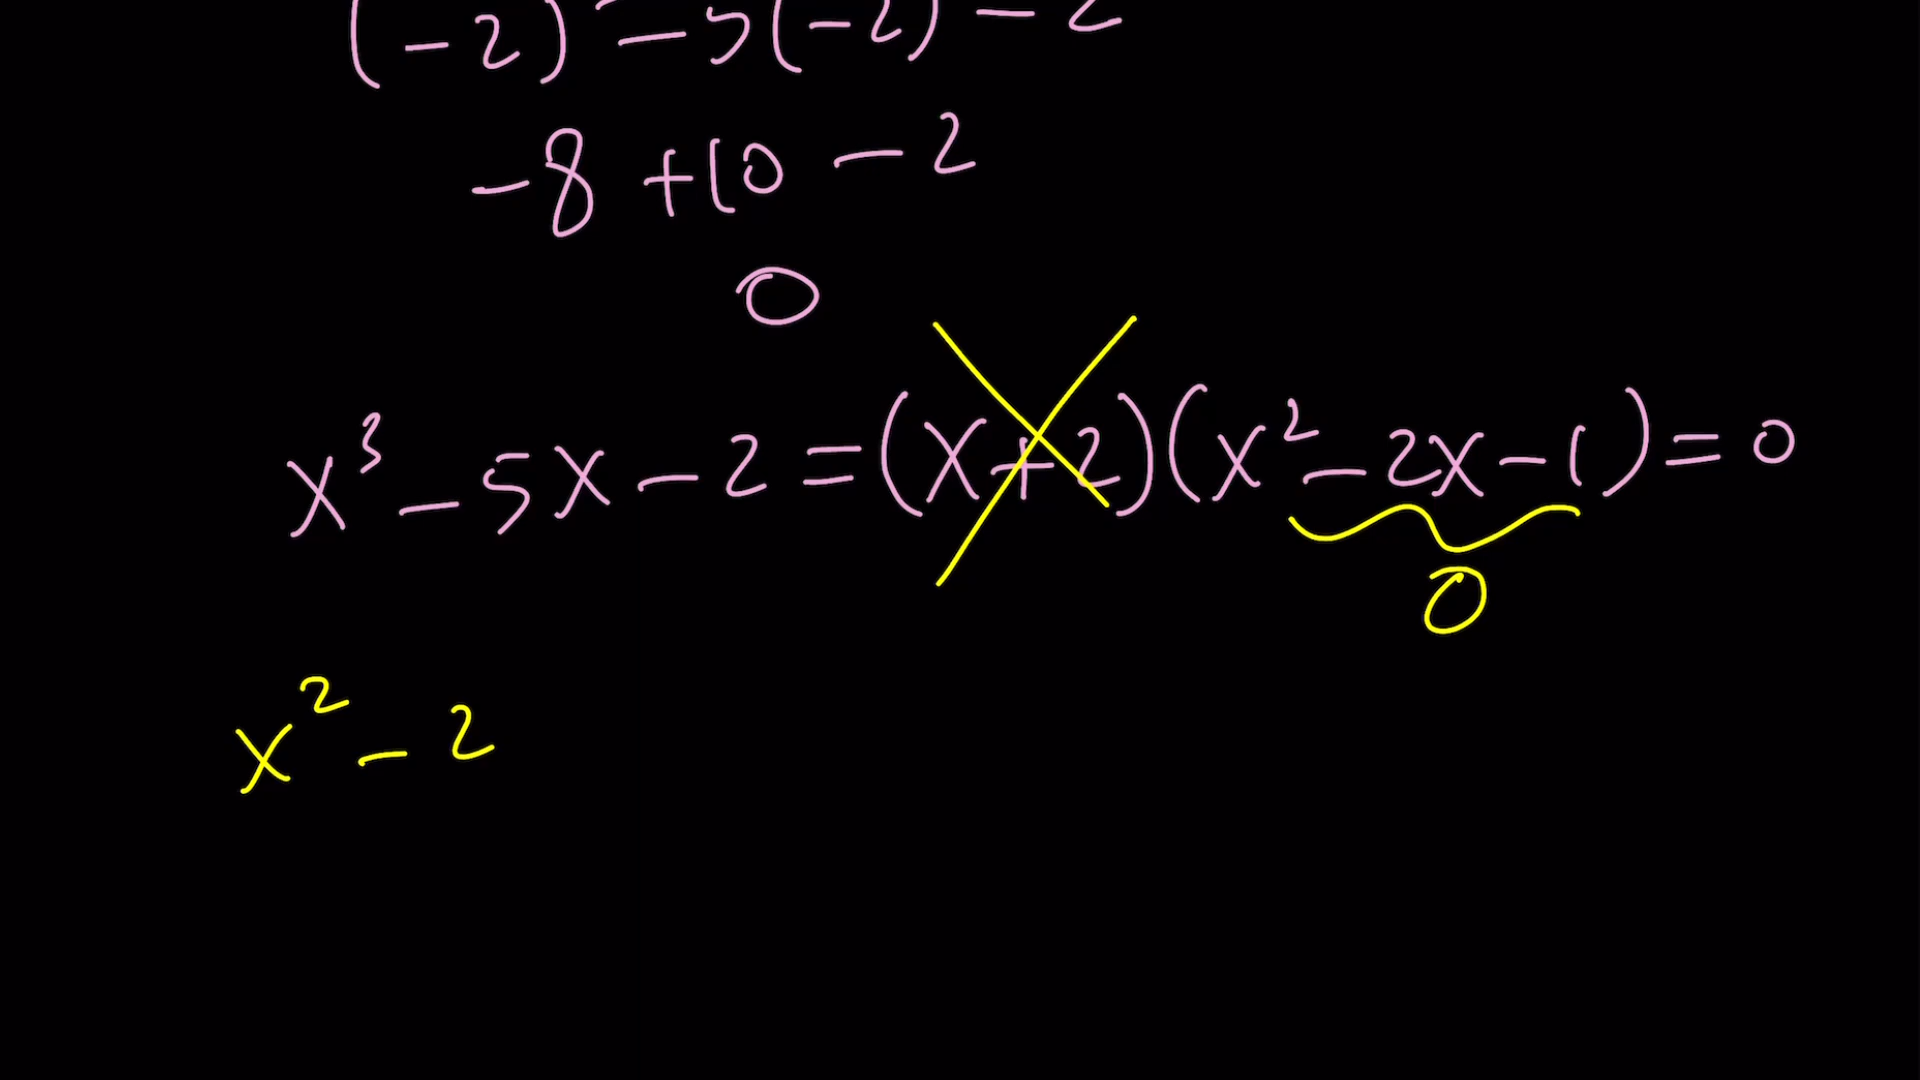 (-2) - 5(-2) - 2
-8 +10 - 2
0
x³ - 5x - 2 = (x+2)(x² - 2x - 1) = 0
0
x² - 2